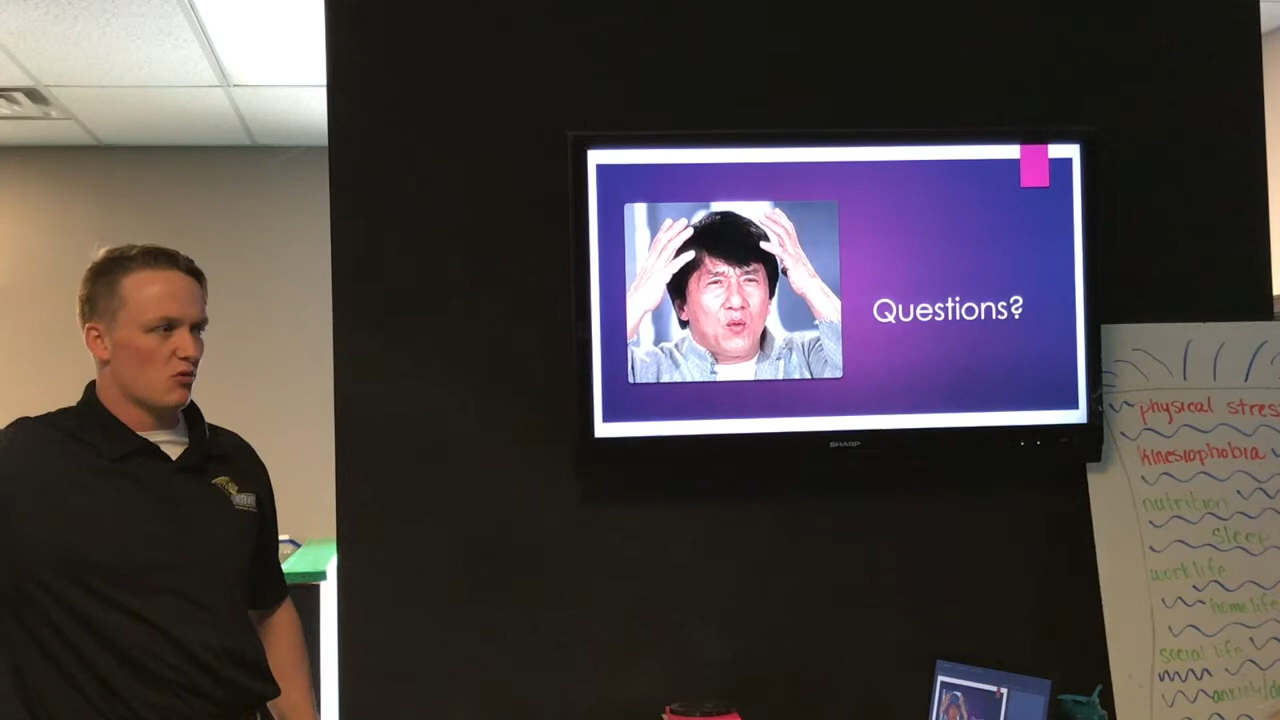 Questions?
SHARP
physical stres
kinesiophobia
nutrition
sleep
work life
home life
social life